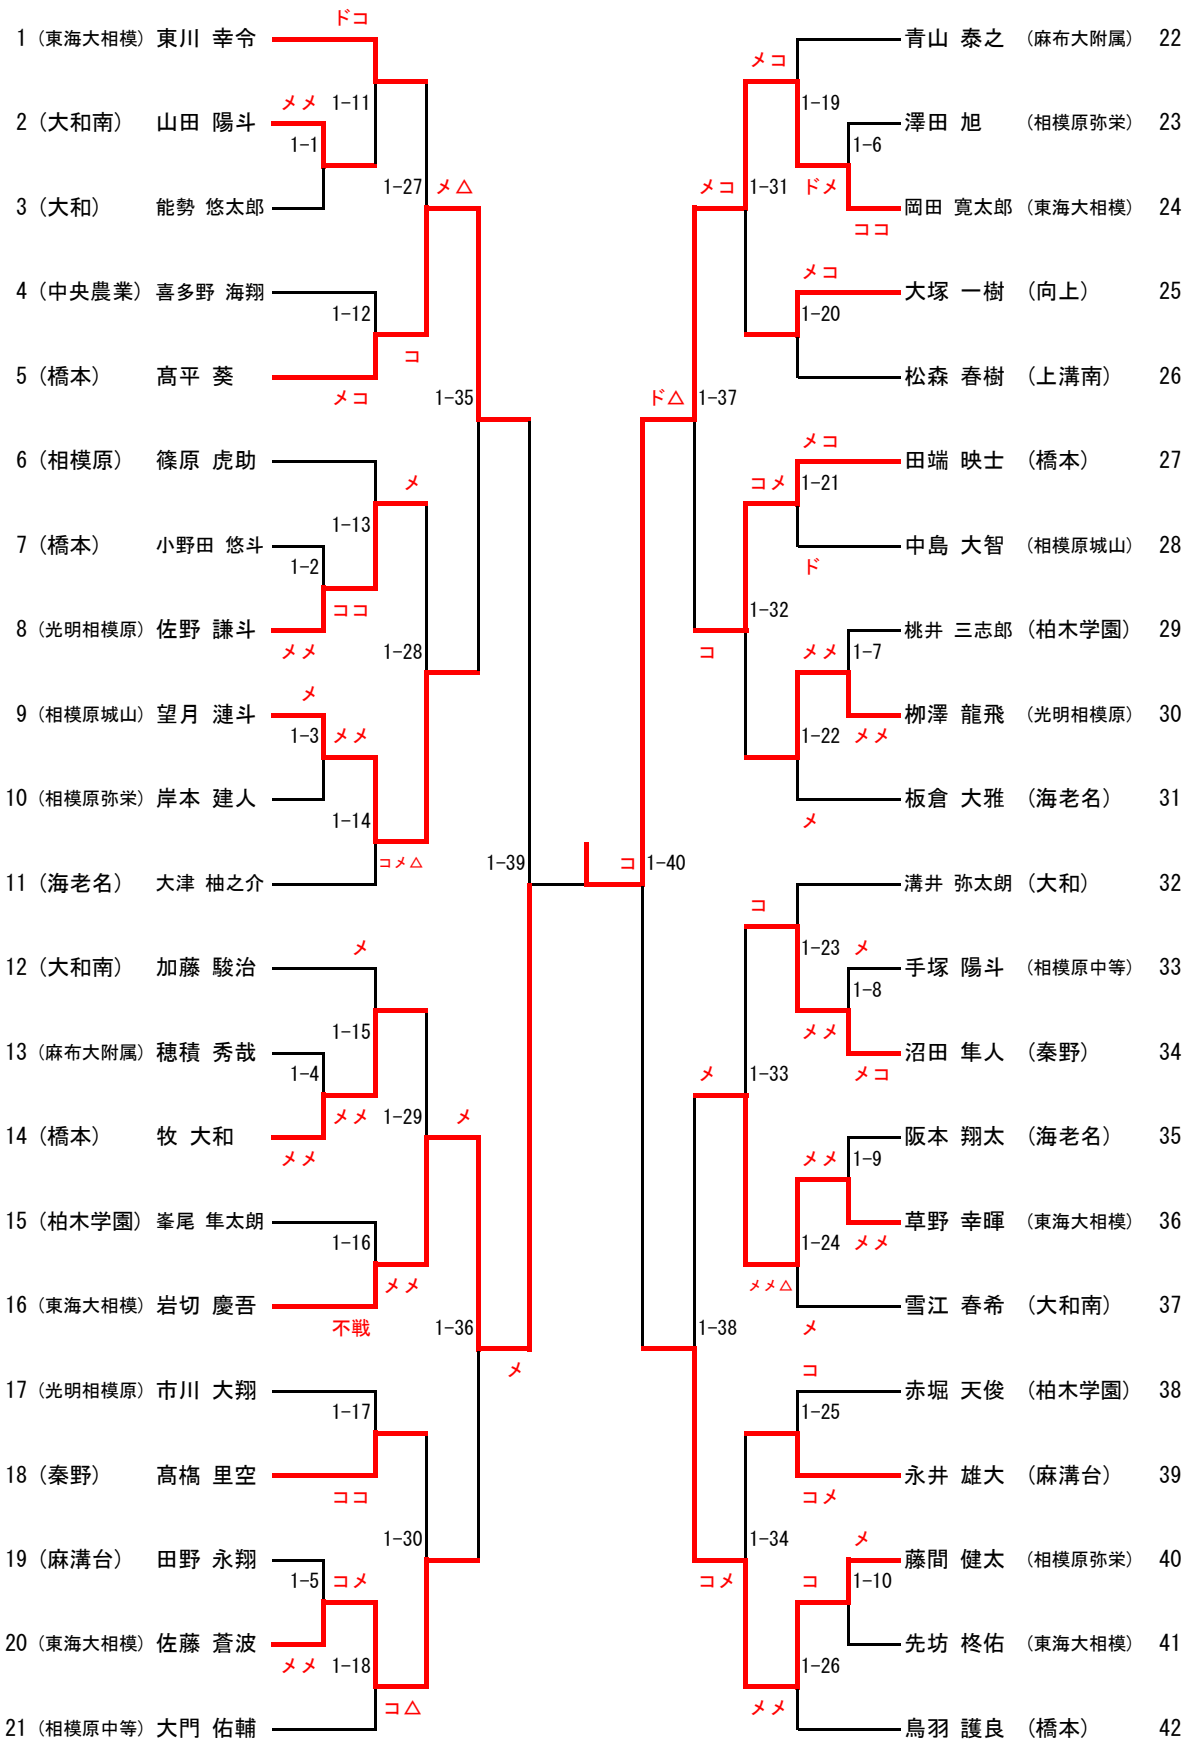 ドコ
1 (東海大相模) 東川 幸令
青山 泰之 (麻布大附属) 22
メコ
メメ 1-11
1-19
2 (大和南) 山田 陽斗
澤田 旭 (相模原弥栄) 23
1-1
1-6
1-27 メ△
メコ 1-31 ドメ
3 (大和) 能勢 悠太郎
岡田 寛太郎 (東海大相模) 24
ココ
メコ
4 (中央農業) 喜多野 海翔
大塚 一樹 (向上) 25
1-12
1-20
コ
5 (橋本) 髙平 葵
松森 春樹 (上溝南) 26
メコ 1-35
ド△ 1-37
メコ
6 (相模原) 篠原 虎助
田端 映士 (橋本) 27
メ
コメ 1-21
1-13
7 (橋本) 小野田 悠斗
中島 大智 (相模原城山) 28
1-2
ド
ココ
1-32
8 (光明相模原) 佐野 謙斗
桃井 三志郎 (柏木学園) 29
メメ 1-28
コ メメ 1-7
メ
9 (相模原城山) 望月 漣斗
栁澤 龍飛 (光明相模原) 30
1-3 メメ
1-22 メメ
10 (相模原弥栄) 岸本 建人
板倉 大雅 (海老名) 31
1-14
メ
コメ△ 1-39
コ 1-40
11 (海老名) 大津 柚之介
溝井 弥太朗 (大和) 32
コ
メ
1-23 メ
12 (大和南) 加藤 駿治
手塚 陽斗 (相模原中等) 33
1-8
1-15
メメ
13 (麻布大附属) 穂積 秀哉
沼田 隼人 (秦野) 34
1-4
メ 1-33 メコ
メメ 1-29 メ
14 (橋本) 牧 大和
阪本 翔太 (海老名) 35
メメ
メメ 1-9
15 (柏木学園) 峯尾 隼太朗
草野 幸暉 (東海大相模) 36
1-16
1-24 メメ
メメ
メメ△
16 (東海大相模) 岩切 慶吾
雪江 春希 (大和南) 37
不戦 1-36
1-38 メ
メ
コ
17 (光明相模原) 市川 大翔
赤堀 天俊 (柏木学園) 38
1-17
1-25
18 (秦野) 髙槗 里空
永井 雄大 (麻溝台) 39
ココ
コメ
1-30
1-34 メ
19 (麻溝台) 田野 永翔
藤間 健太 (相模原弥栄) 40
1-5 コメ
コメ コ 1-10
20 (東海大相模) 佐藤 蒼波
先坊 柊佑 (東海大相模) 41
メメ 1-18
1-26
コ△
メメ
21 (相模原中等) 大門 佑輔
鳥羽 護良 (橋本) 42